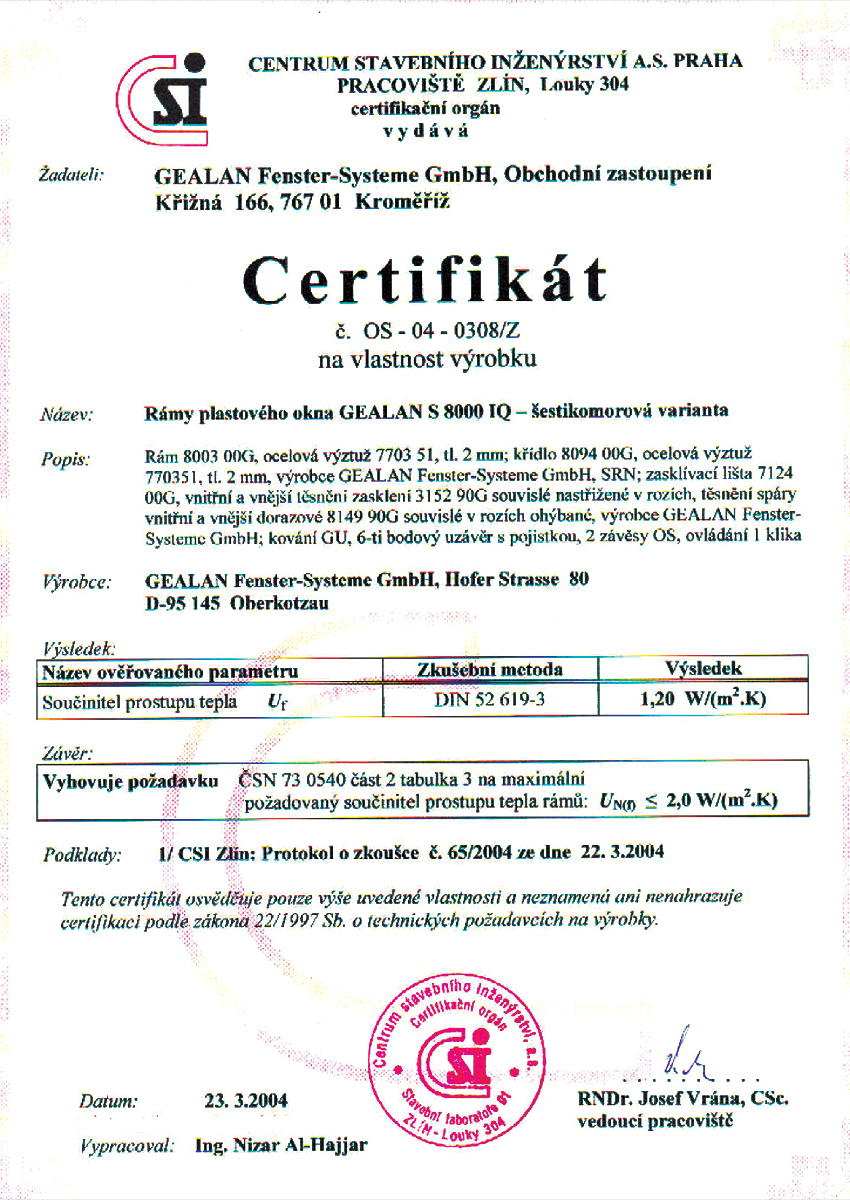 CSI
CENTRUM STAVEBNÍHO INŽENÝRSTVÍ A.S. PRAHA
PRACOVIŠTĚ ZLÍN, Louky 304
certifikační orgán
vydává
Žadateli: GEALAN Fenster-Systeme GmbH, Obchodní zastoupení
Křižná 166, 767 01 Kroměříž
Certifikát
č. OS - 04 - 0308/Z
na vlastnost výrobku
Název: Rámy plastového okna GEALAN S 8000 IQ – šestikomorová varianta
Popis: Rám 8003 00G, ocelová výztuž 7703 51, tl. 2 mm; křídlo 8094 00G, ocelová výztuž
770351, tl. 2 mm, výrobce GEALAN Fenster-Systeme GmbH, SRN; zasklívací lišta 7124
00G, vnitřní a vnější těsnění zasklení 3152 90G souvislé nastřižené v rozích, těsnění spáry
vnitřní a vnější dorazové 8149 90G souvislé v rozích ohýbané, výrobce GEALAN Fenster-
Systeme GmbH; kování GU, 6-ti bodový uzávěr s pojistkou, 2 závěsy OS, ovládání 1 klika
Výrobce: GEALAN Fenster-Systeme GmbH, Hofer Strasse 80
D-95 145 Oberkotzau
Výsledek:
Název ověřovaného parametru Zkušební metoda Výsledek
Součinitel prostupu tepla Uf DIN 52 619-3 1,20 W/(m².K)
Závěr:
Vyhovuje požadavku ČSN 73 0540 část 2 tabulka 3 na maximální
požadovaný součinitel prostupu tepla rámů: UN(f) ≤ 2,0 W/(m².K)
Podklady: 1/ CSI Zlín: Protokol o zkoušce č. 65/2004 ze dne 22. 3.2004
Tento certifikát osvědčuje pouze výše uvedené vlastnosti a neznamená ani nenahrazuje
certifikaci podle zákona 22/1997 Sb. o technických požadavcích na výrobky.
Centrum stavebního inženýrství, a.s.
Certifikační orgán
CSI
Stavební laboratoře 01
ZLÍN - Louky 304
Datum: 23. 3.2004
RNDr. Josef Vrána, CSc.
vedoucí pracoviště
Vypracoval: Ing. Nizar Al-Hajjar